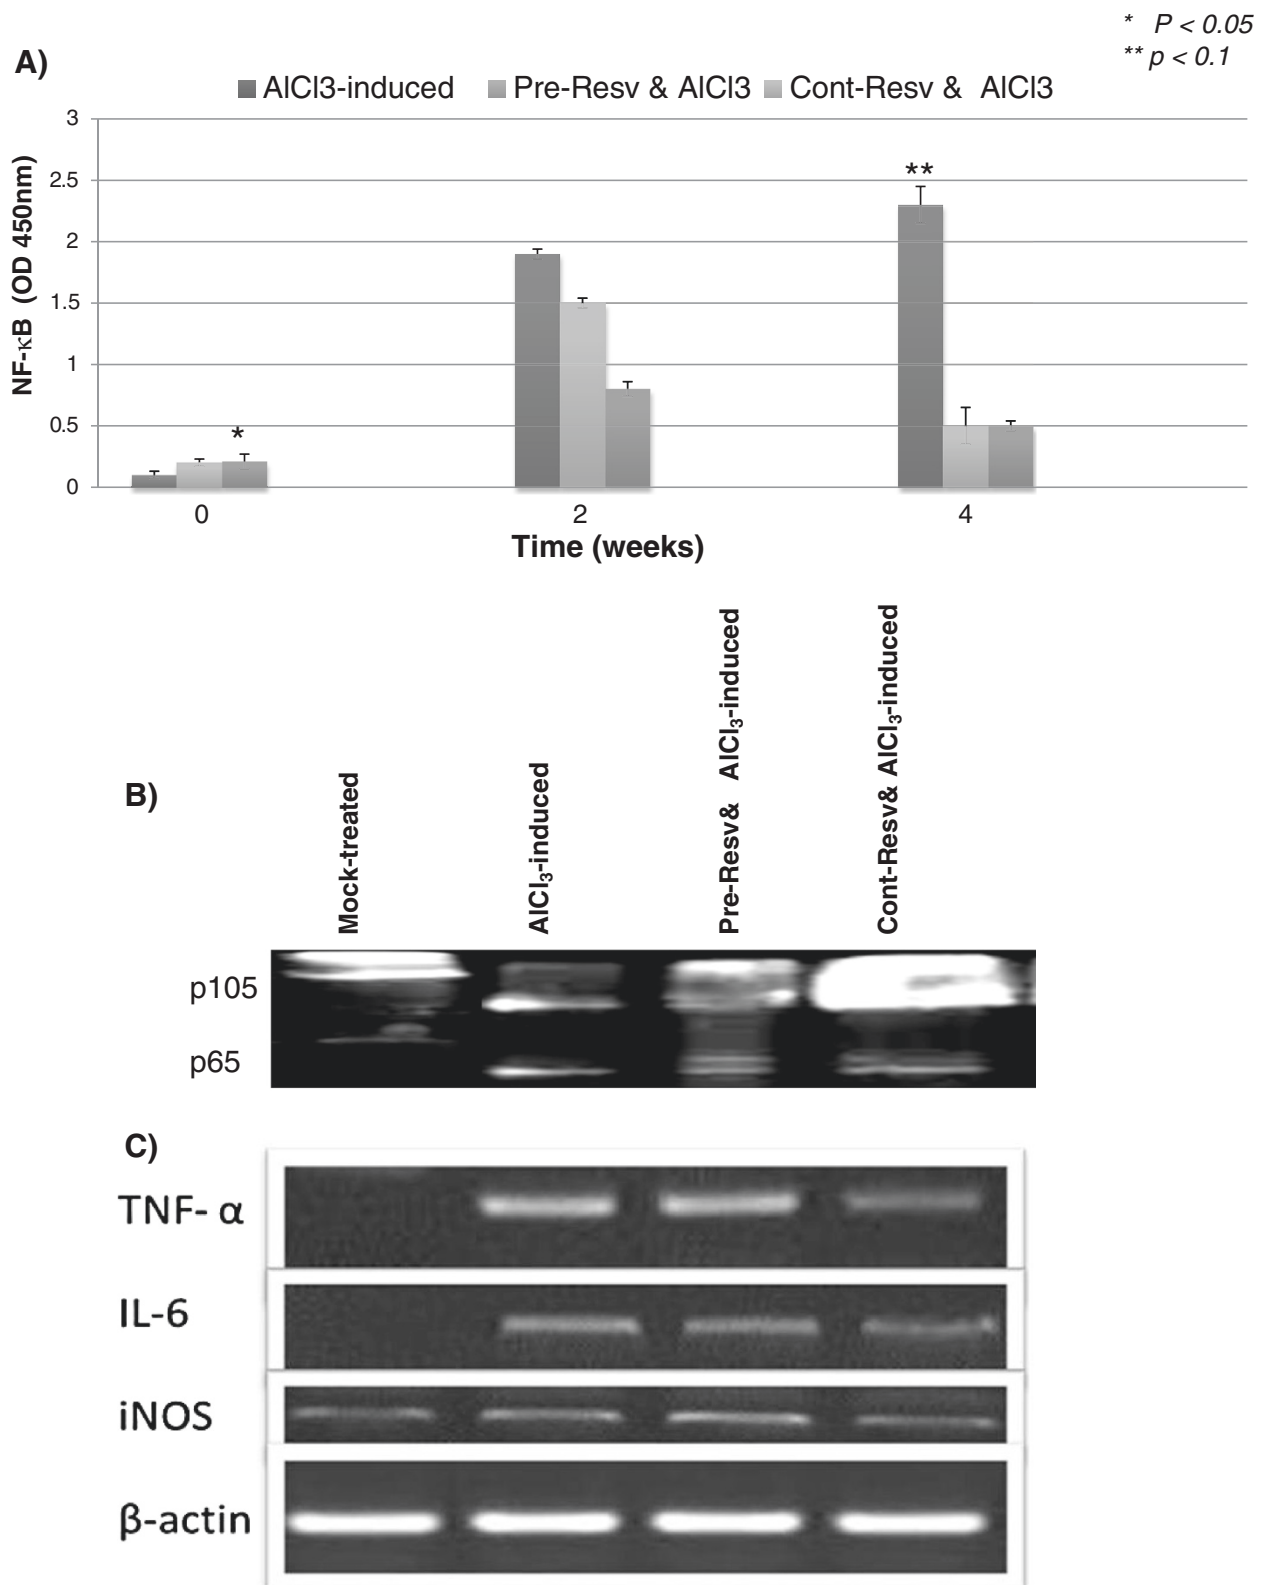 * P < 0.05
** p < 0.1
A)
AlCl3-induced Pre-Resv & AlCl3 Cont-Resv & AlCl3
NF-κB (OD 450nm)
3
2.5
2
1.5
1
0.5
0
*
**
0 2 4
Time (weeks)
B)
Mock-treated
AlCl₃-induced
Pre-Resv& AlCl₃-induced
Cont-Resv& AlCl₃-induced
p105
p65
C)
TNF- α
IL-6
iNOS
β-actin